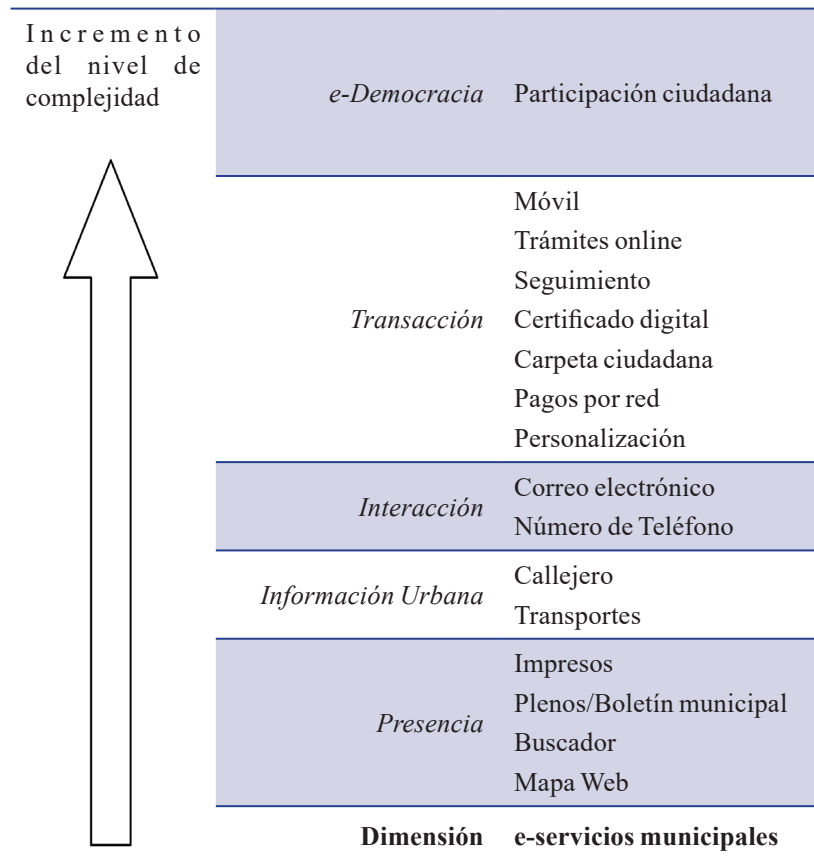 Incremento
del nivel de
complejidad
e-Democracia Participación ciudadana
Móvil
Trámites online
Seguimiento
Transacción Certificado digital
Carpeta ciudadana
Pagos por red
Personalización
Interacción Correo electrónico
Número de Teléfono
Información Urbana Callejero
Transportes
Impresos
Plenos/Boletín municipal
Presencia Buscador
Mapa Web
Dimensión e-servicios municipales